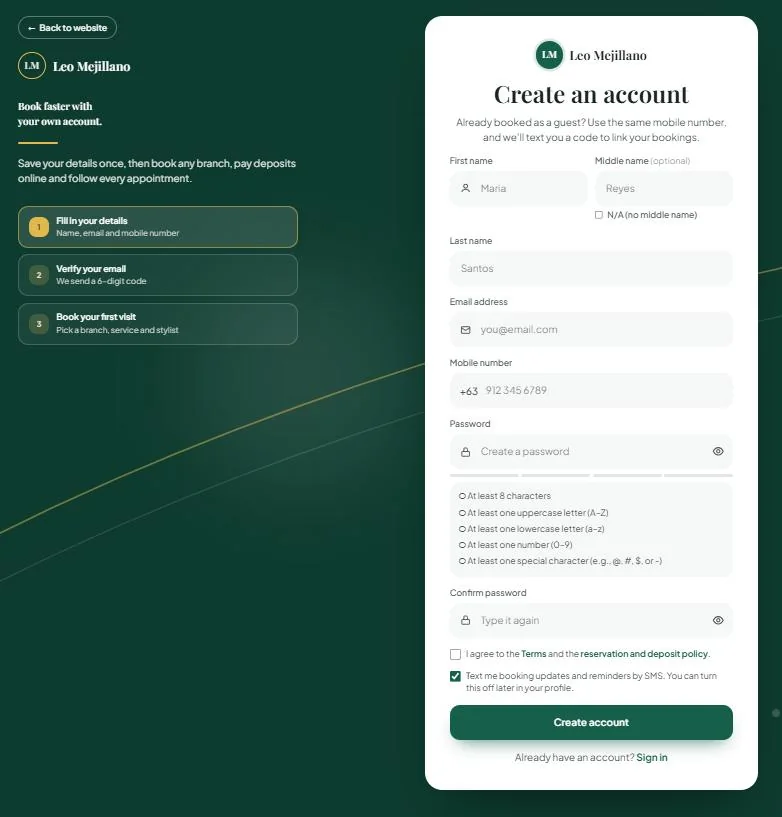 ← Back to website
LM Leo Mejillano
Book faster with
your own account.
Save your details once, then book any branch, pay deposits
online and follow every appointment.
1 Fill in your details
Name, email and mobile number
2 Verify your email
We send a 6-digit code
3 Book your first visit
Pick a branch, service and stylist
LM Leo Mejillano
Create an account
Already booked as a guest? Use the same mobile number,
and we'll text you a code to link your bookings.
First name
Maria
Middle name (optional)
Reyes
N/A (no middle name)
Last name
Santos
Email address
you@email.com
Mobile number
+63 912 345 6789
Password
Create a password
At least 8 characters
At least one uppercase letter (A-Z)
At least one lowercase letter (a-z)
At least one number (0-9)
At least one special character (e.g., @, #, $, or -)
Confirm password
Type it again
I agree to the Terms and the reservation and deposit policy.
Text me booking updates and reminders by SMS. You can turn
this off later in your profile.
Create account
Already have an account? Sign in